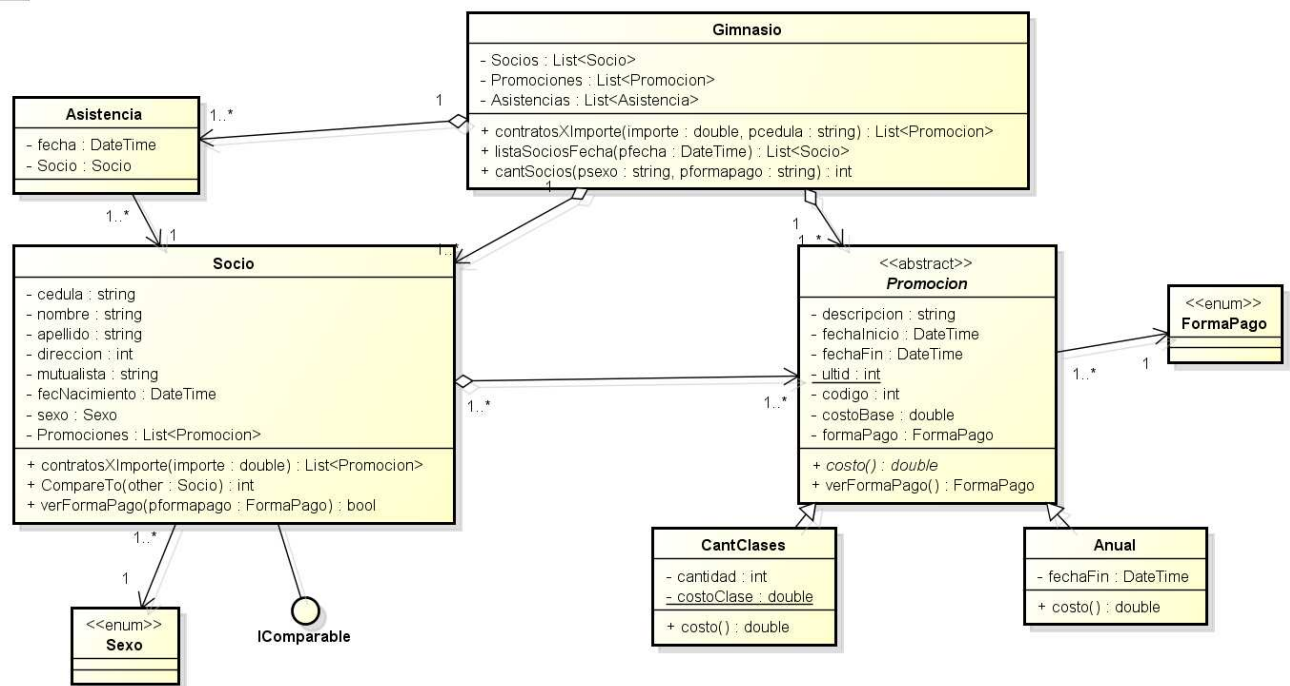 Gimnasio
- Socios : List<Socio>
- Promociones : List<Promocion>
- Asistencias : List<Asistencia>
+ contratosXImporte(importe : double, pcedula : string) : List<Promocion>
+ listaSociosFecha(pfecha : DateTime) : List<Socio>
+ cantSocios(psexo : string, pformapago : string) : int
Asistencia
- fecha : DateTime
- Socio : Socio
1..*
1
1..*
1
1
1..*
1
1..*
Socio
- cedula : string
- nombre : string
- apellido : string
- direccion : int
- mutualista : string
- fecNacimiento : DateTime
- sexo : Sexo
- Promociones : List<Promocion>
+ contratosXImporte(importe : double) : List<Promocion>
+ CompareTo(other : Socio) : int
+ verFormaPago(pformapago : FormaPago) : bool
1..*
1..*
<<abstract>>
Promocion
- descripcion : string
- fechaInicio : DateTime
- fechaFin : DateTime
- ultid : int
- codigo : int
- costoBase : double
- formaPago : FormaPago
+ costo() : double
+ verFormaPago() : FormaPago
1..*
1
<<enum>>
FormaPago
1..*
1
<<enum>>
Sexo
IComparable
CantClases
- cantidad : int
- costoClase : double
+ costo() : double
Anual
- fechaFin : DateTime
+ costo() : double